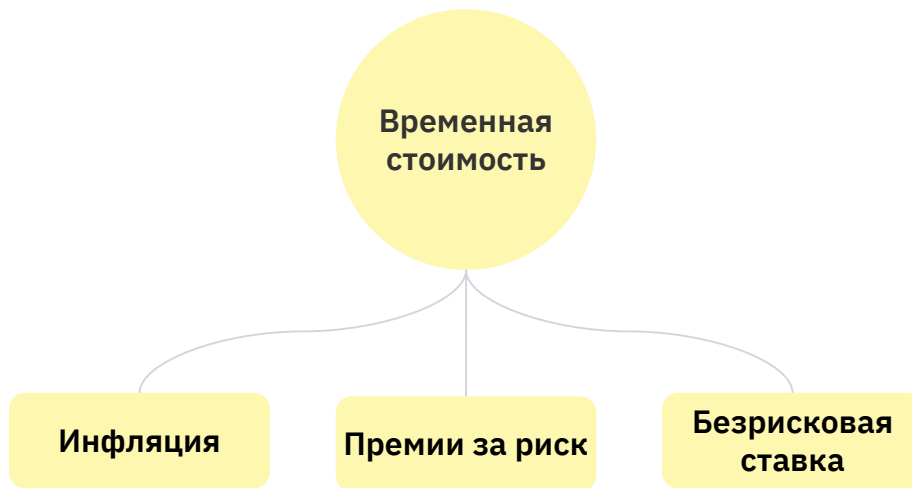 Временная
стоимость
Инфляция
Премии за риск
Безрисковая
ставка